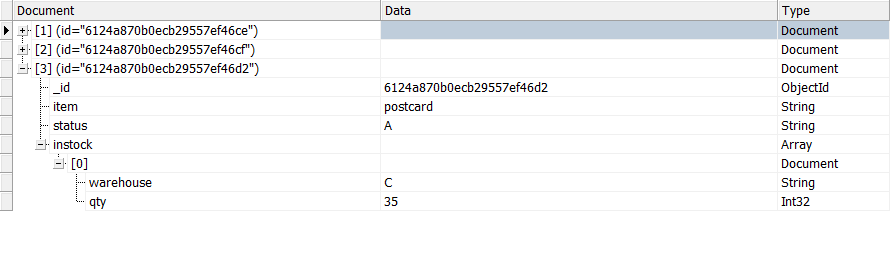 Document Data Type
[1] (id="6124a870b0ecb29557ef46ce") Document
[2] (id="6124a870b0ecb29557ef46cf") Document
[3] (id="6124a870b0ecb29557ef46d2") Document
_id 6124a870b0ecb29557ef46d2 ObjectId
item postcard String
status A String
instock Array
[0] Document
warehouse C String
qty 35 Int32